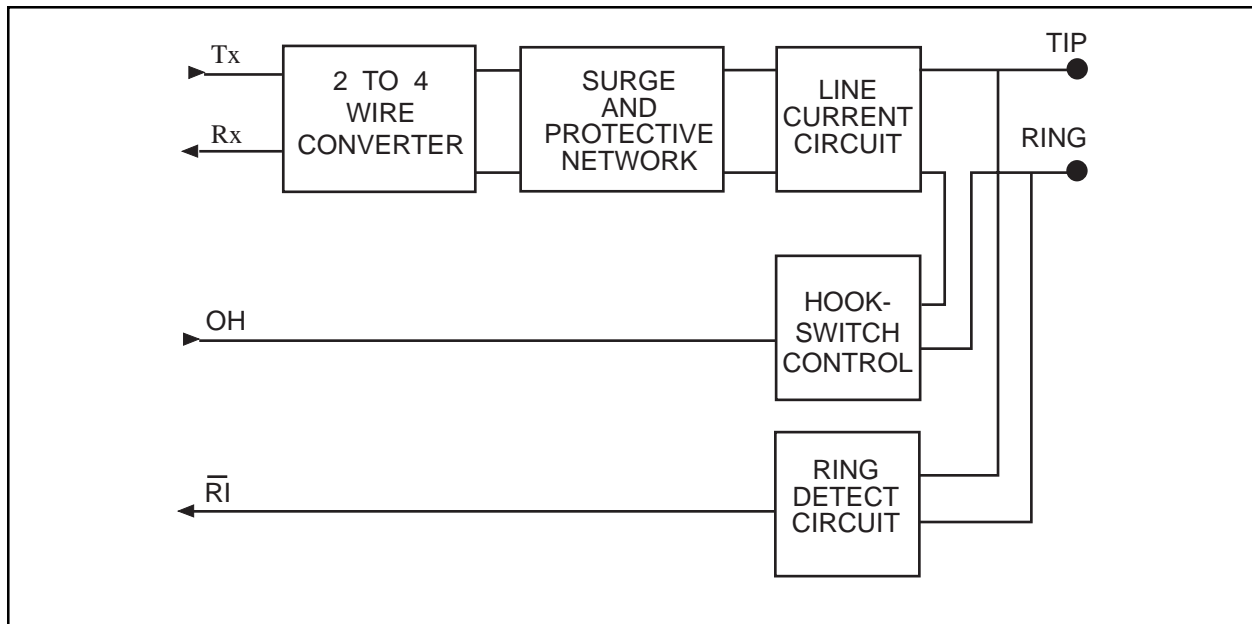 Tx
Rx
2 TO 4
WIRE
CONVERTER
SURGE
AND
PROTECTIVE
NETWORK
LINE
CURRENT
CIRCUIT
TIP
RING
OH
HOOK-
SWITCH
CONTROL
R̅I̅
RING
DETECT
CIRCUIT